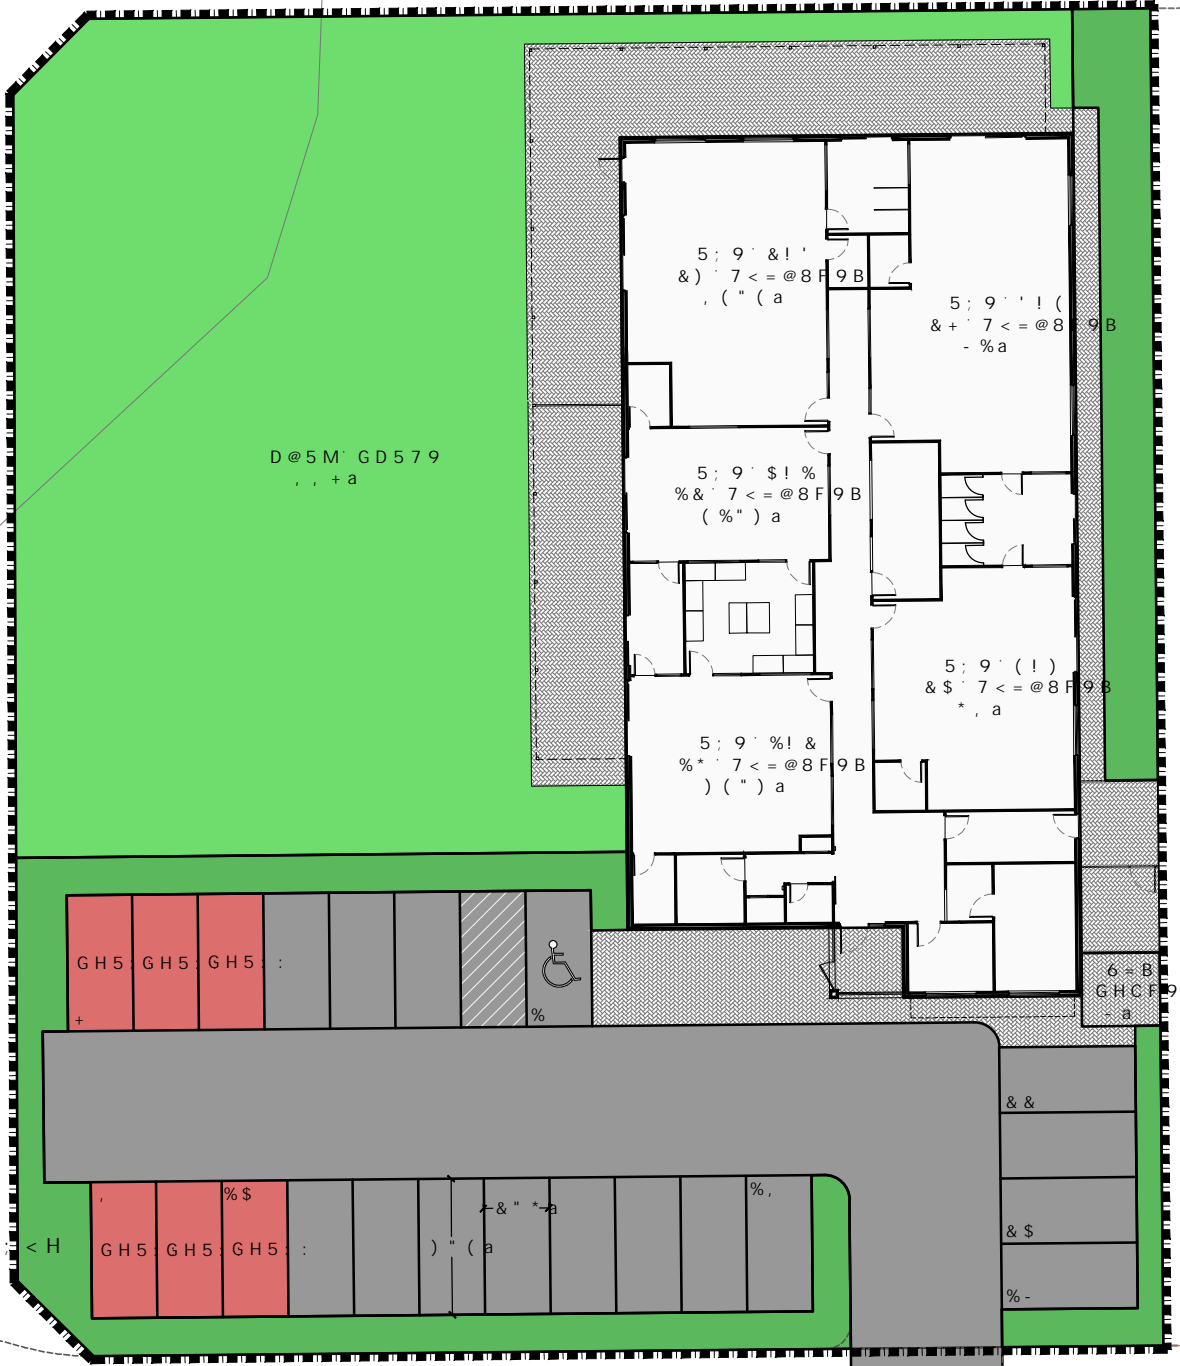 5 ; 9 ˙ & ! '
& ) ˙ 7 < = @ 8 F 9 B
, ( " ( a
5 ; 9 ˙ ' ! (
& + ˙ 7 < = @ 8 F 9 B
- % a
D @ 5 M ˙ G D 5 7 9
, , + a
5 ; 9 ˙ $ ! %
% & ˙ 7 < = @ 8 F 9 B
( % " ) a
5 ; 9 ˙ ( ! )
& $ ˙ 7 < = @ 8 F 9 B
* , a
5 ; 9 ˙ % ! &
% * ˙ 7 < = @ 8 F 9 B
) ( " ) a
G H 5 :
G H 5 :
G H 5 : :
+
%
6 = B
G H C F 9
- a
& &
,
% $
& " * a
% ,
) " ( a
G H 5 :
G H 5 :
G H 5 : :
< H
& $
% -